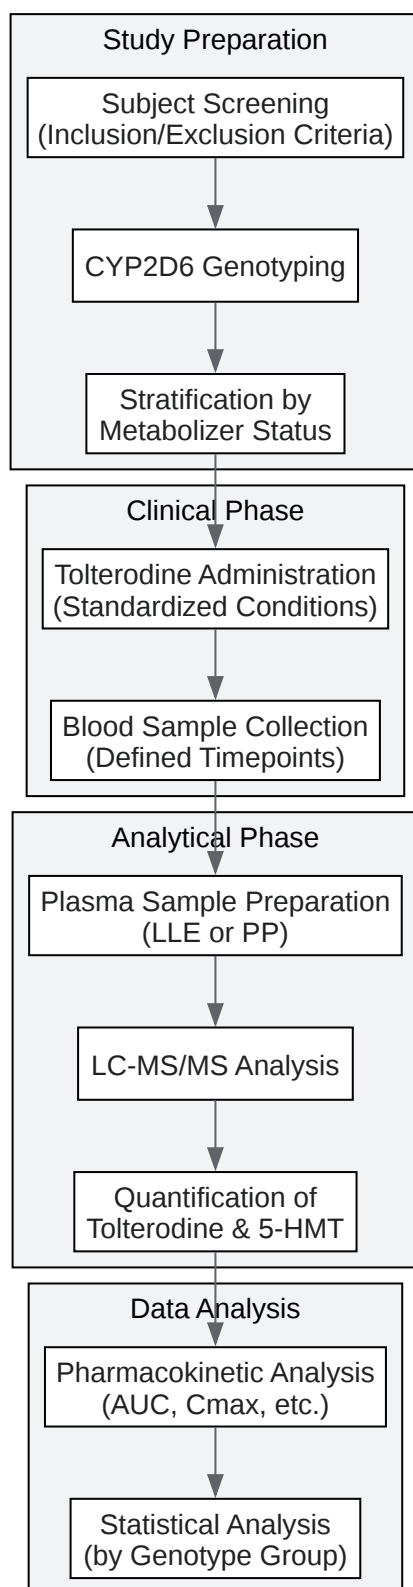 Study Preparation
Subject Screening
(Inclusion/Exclusion Criteria)
CYP2D6 Genotyping
Stratification by
Metabolizer Status
Clinical Phase
Tolterodine Administration
(Standardized Conditions)
Blood Sample Collection
(Defined Timepoints)
Analytical Phase
Plasma Sample Preparation
(LLE or PP)
LC-MS/MS Analysis
Quantification of
Tolterodine & 5-HMT
Data Analysis
Pharmacokinetic Analysis
(AUC, Cmax, etc.)
Statistical Analysis
(by Genotype Group)